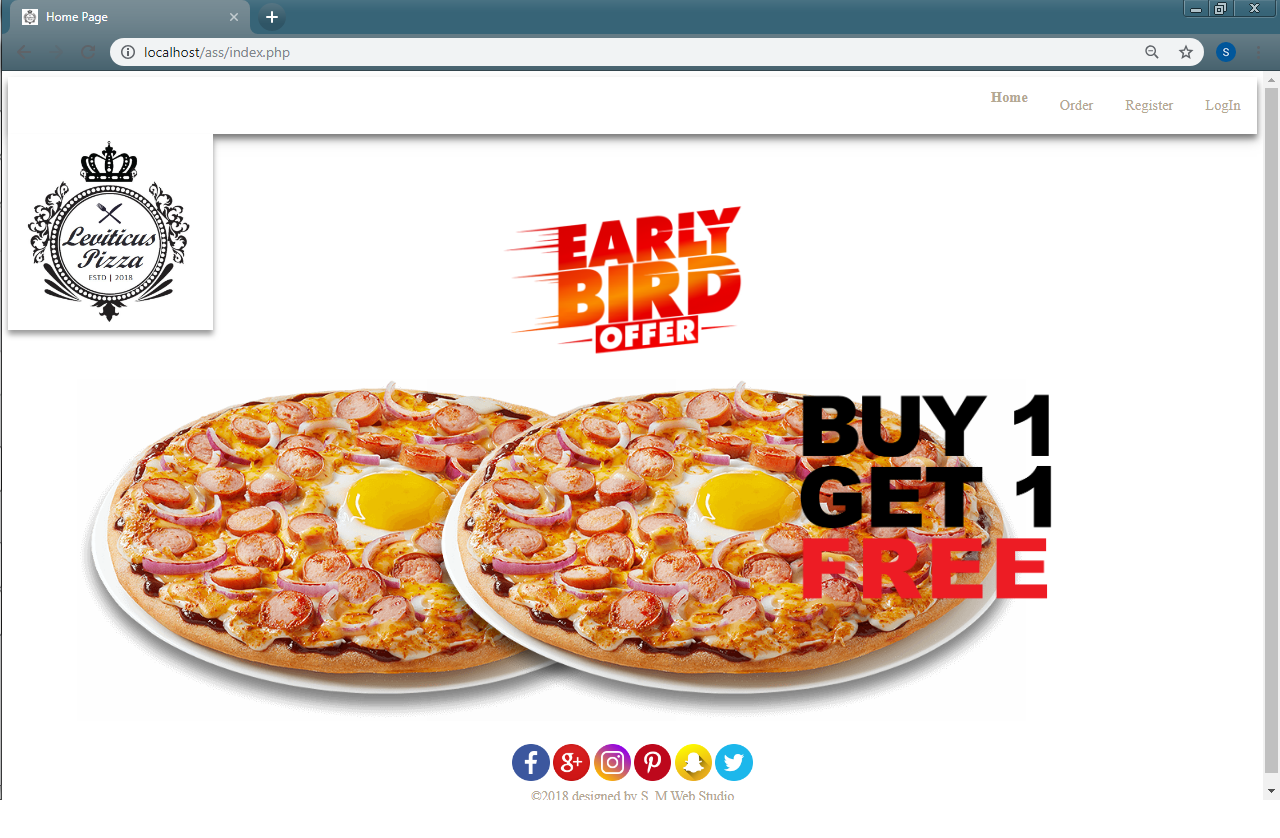 Home Page
localhost/ass/index.php
S
Home Order Register LogIn
Leviticus
Pizza
ESTD | 2018
EARLY
BIRD
OFFER
BUY 1
GET 1
FREE
©2018 designed by S_M Web Studio